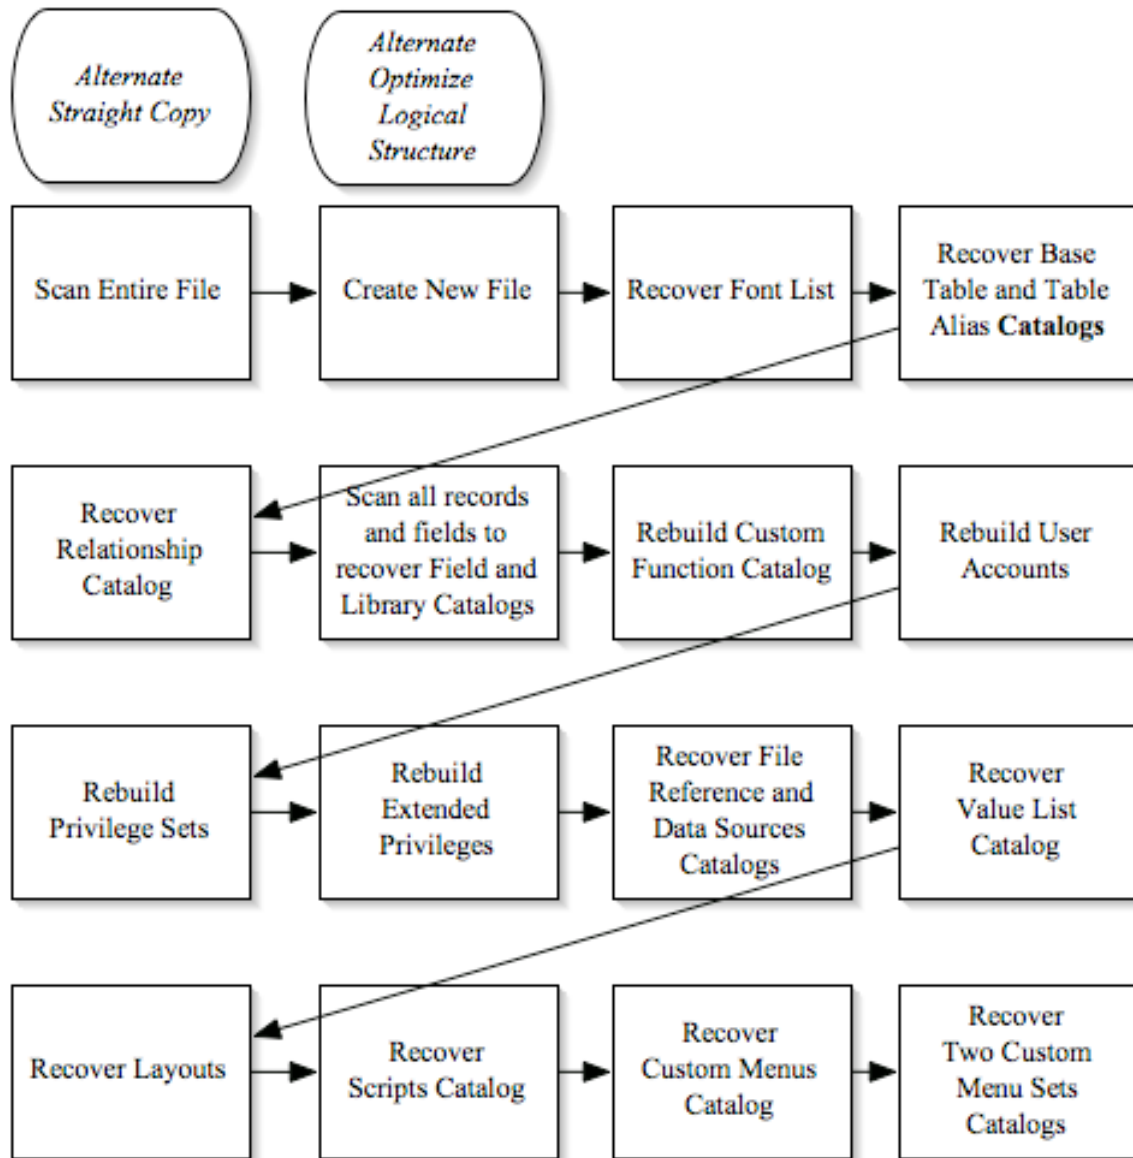 Alternate
Straight Copy
Alternate
Optimize
Logical
Structure
Scan Entire File
Create New File
Recover Font List
Recover Base
Table and Table
Alias Catalogs
Recover
Relationship
Catalog
Scan all records
and fields to
recover Field and
Library Catalogs
Rebuild Custom
Function Catalog
Rebuild User
Accounts
Rebuild
Privilege Sets
Rebuild
Extended
Privileges
Recover File
Reference and
Data Sources
Catalogs
Recover
Value List
Catalog
Recover Layouts
Recover
Scripts Catalog
Recover
Custom Menus
Catalog
Recover
Two Custom
Menu Sets
Catalogs